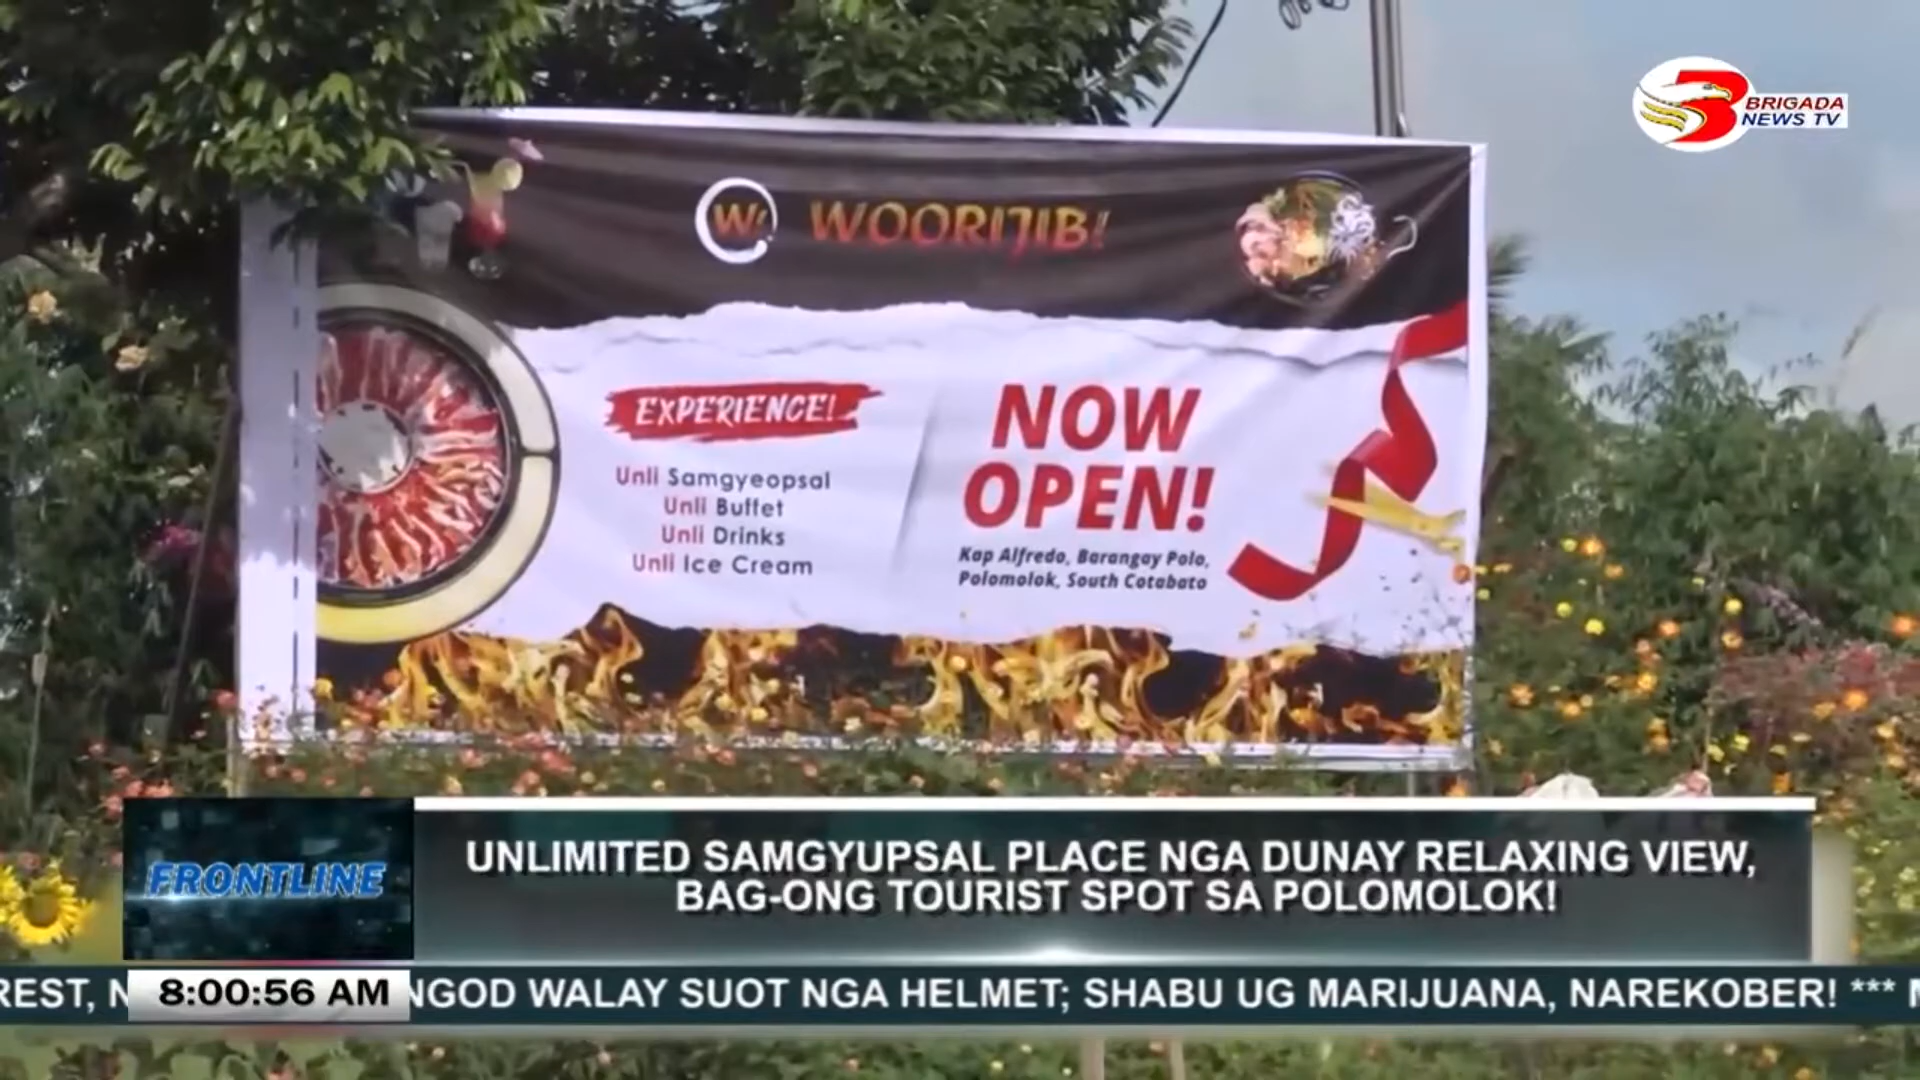 BRIGADA
NEWS TV
W!
WOORIJIB!
EXPERIENCE!
Unli Samgyeopsal
Unli Buffet
Unli Drinks
Unli Ice Cream
NOW
OPEN!
Kap Alfredo, Barangay Polo,
Polomolok, South Cotabato
FRONTLINE
UNLIMITED SAMGYUPSAL PLACE NGA DUNAY RELAXING VIEW,
BAG-ONG TOURIST SPOT SA POLOMOLOK!
REST, N 8:00:56 AM NGOD WALAY SUOT NGA HELMET; SHABU UG MARIJUANA, NAREKOBER! ***